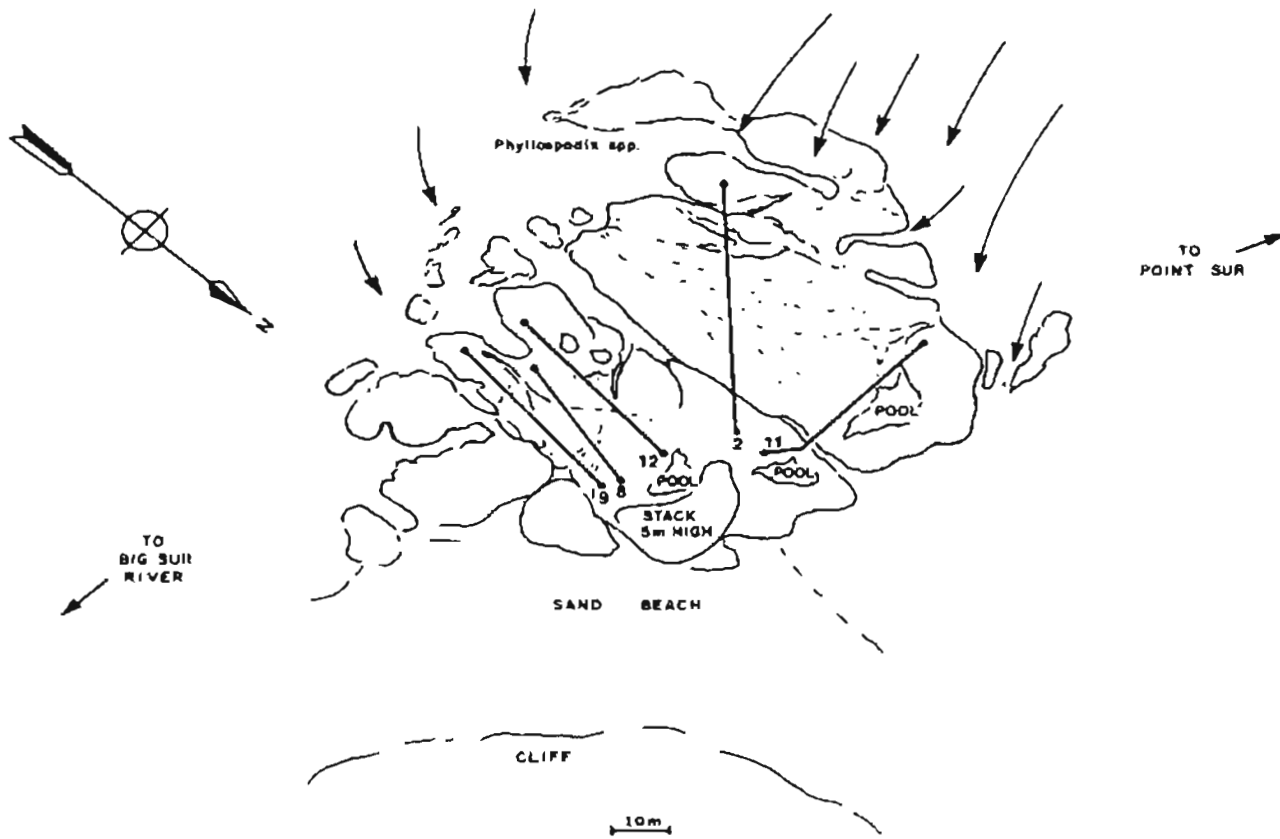 Phyllospadix spp.
N
TO
POINT SUR
POOL
2
11
12
POOL
POOL
9
8
STACK
5m HIGH
TO
BIG SUR
RIVER
SAND BEACH
CLIFF
10m